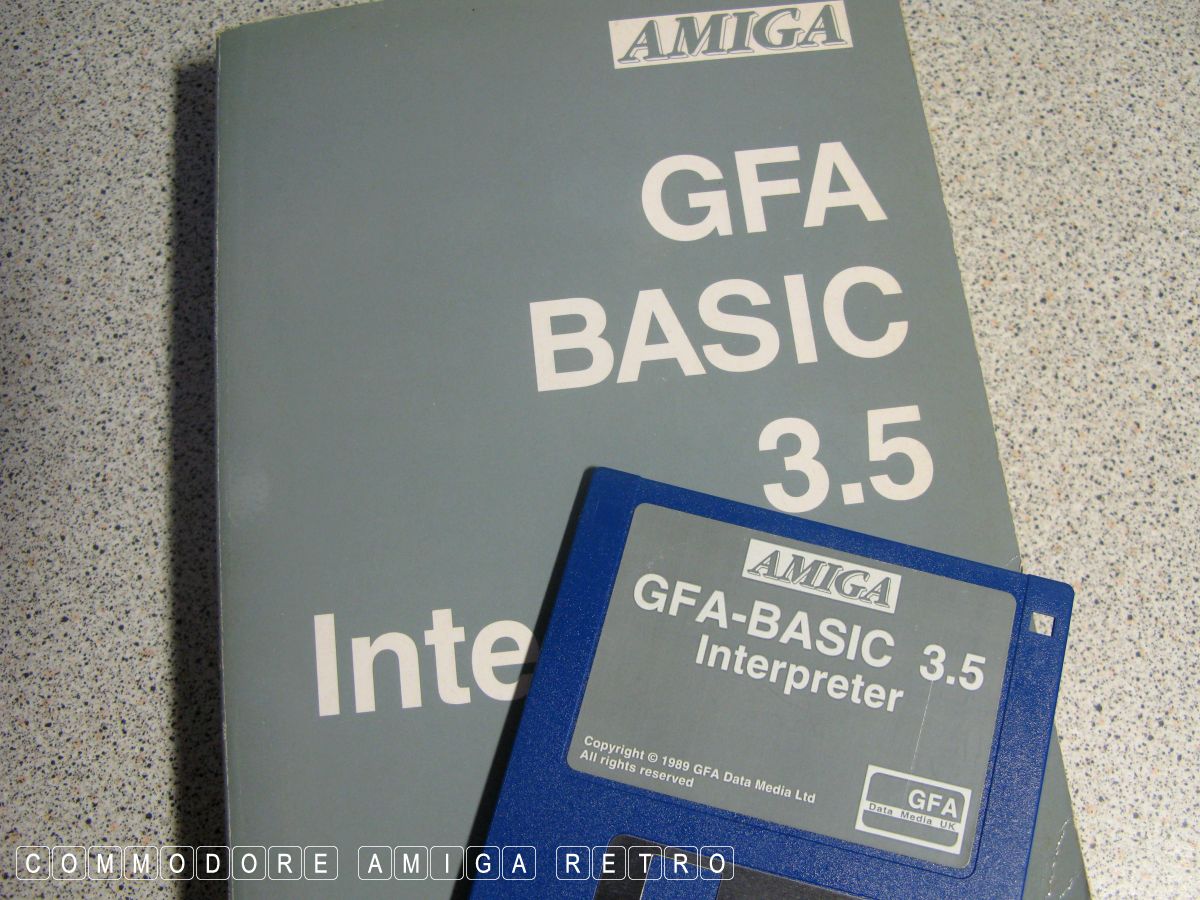 AMIGA
GFA
BASIC
3.5
Inte
AMIGA
GFA-BASIC 3.5
Interpreter
Copyright © 1989 GFA Data Media Ltd
All rights reserved
GFA
Data Media UK
COMMODORE AMIGA RETRO